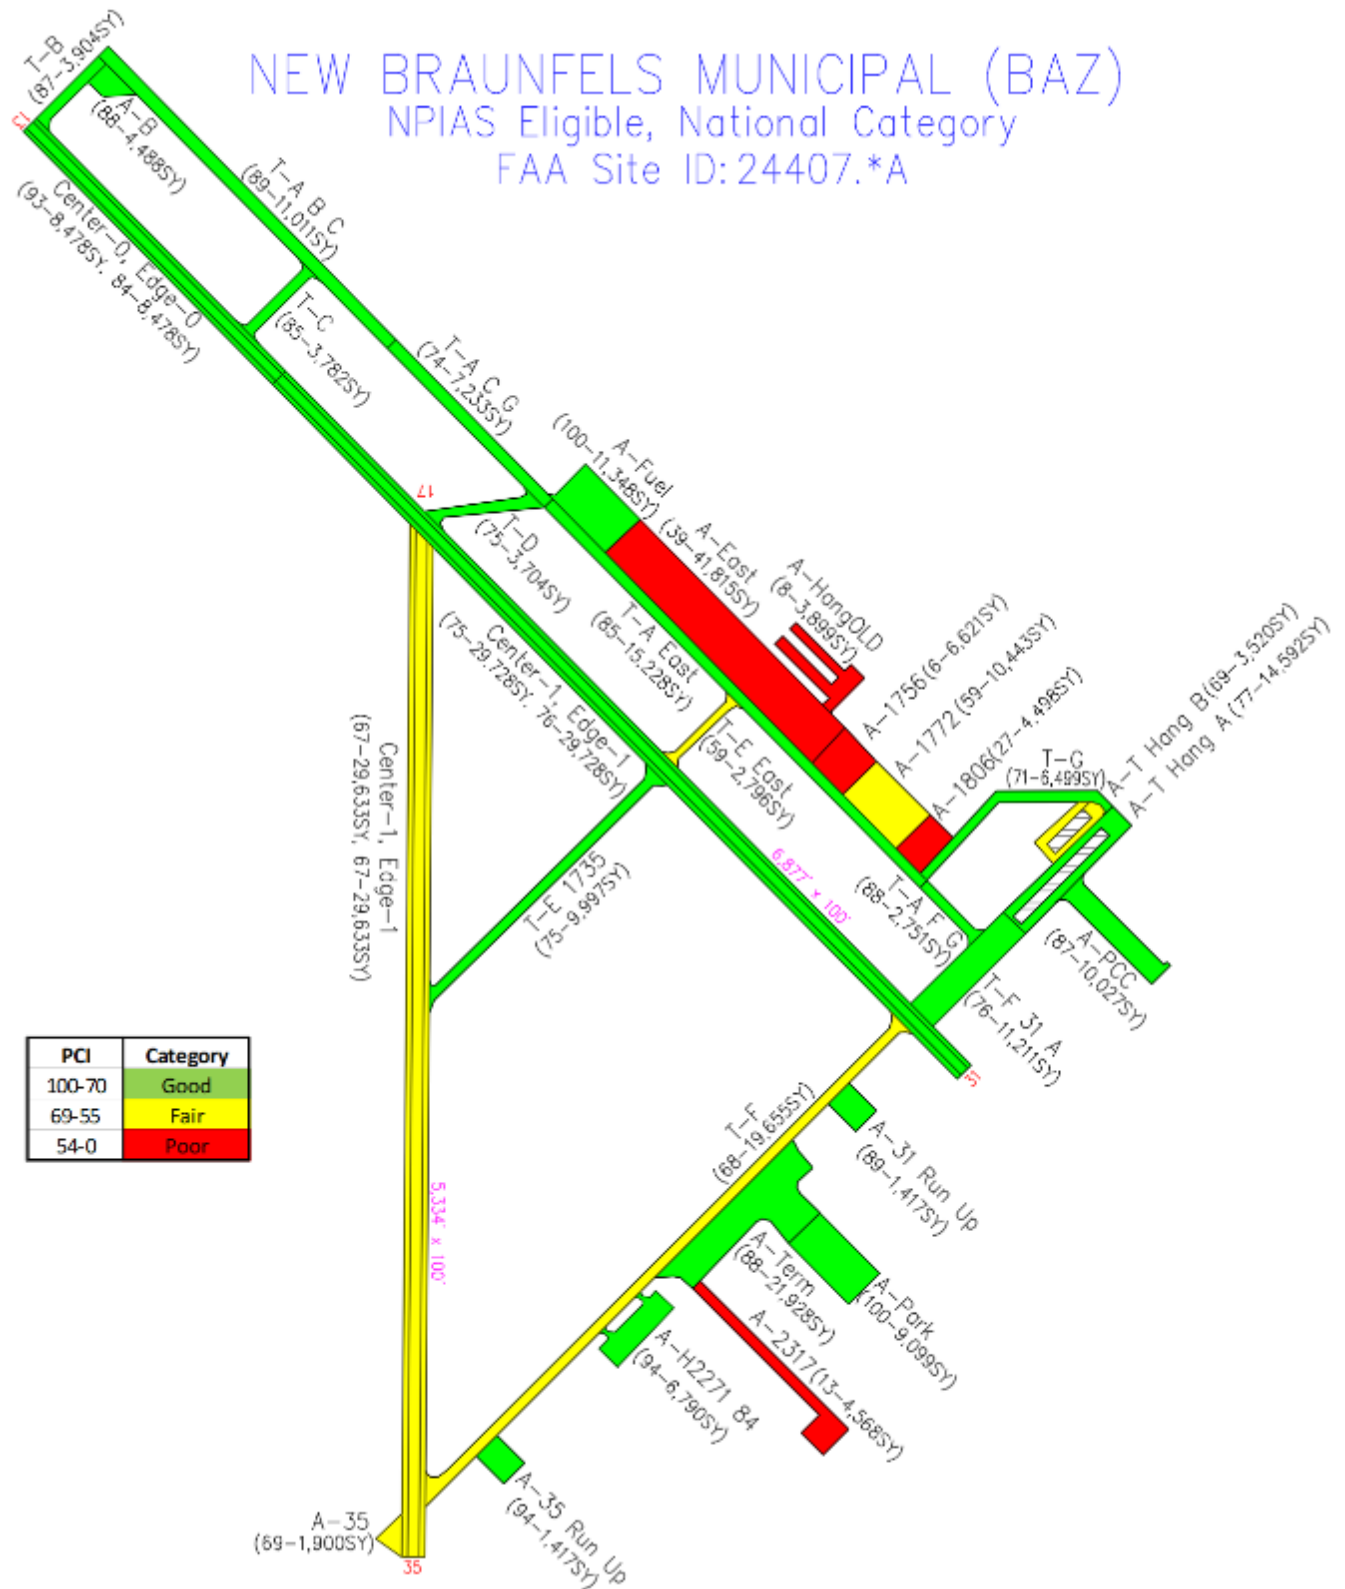 NEW BRAUNFELS MUNICIPAL (BAZ)
NPIAS Eligible, National Category
FAA Site ID: 24407.*A
T-B
(87-3,904SY)
13
A-B
(88-4,488SY)
T-A B C
(89-11,011SY)
Center-0, Edge-0
(93-8,478SY, 84-8,478SY)
T-C
(85-3,782SY)
T-A C G
(74-7,233SY)
17
A-Fuel
(100-11,348SY)
A-East
(39-41,815SY)
A-HangOLD
(8-3,899SY)
T-D
(75-3,704SY)
T-A East
(85-15,228SY)
A-1756 (6-6,621SY)
A-1772 (59-10,443SY)
A-1806(27-4,498SY)
A-T Hang B(69-3,520SY)
A-T Hang A(77-14,592SY)
T-G
(71-6,499SY)
Center-1, Edge-1
(75-29,728SY, 76-29,728SY)
T-E East
(59-2,796SY)
Center-1, Edge-1
(67-29,633SY, 67-29,633SY)
T-E 1735
(75-9,997SY)
6,877' x 100'
T-A F G
(88-2,751SY)
A-PCC
(87-10,027SY)
T-F 31 A
(76-11,211SY)
31
PCI Category
100-70 Good
69-55 Fair
54-0 Poor
T-F
(68-19,655SY)
A-31 Run Up
(89-1,417SY)
5,334' x 100'
A-Term
(88-21,928SY)
A-Park
(100-9,099SY)
A-2317(13-4,568SY)
A-H2271 84
(94-6,790SY)
A-35 Run Up
(94-1,417SY)
A-35
(69-1,900SY)
35